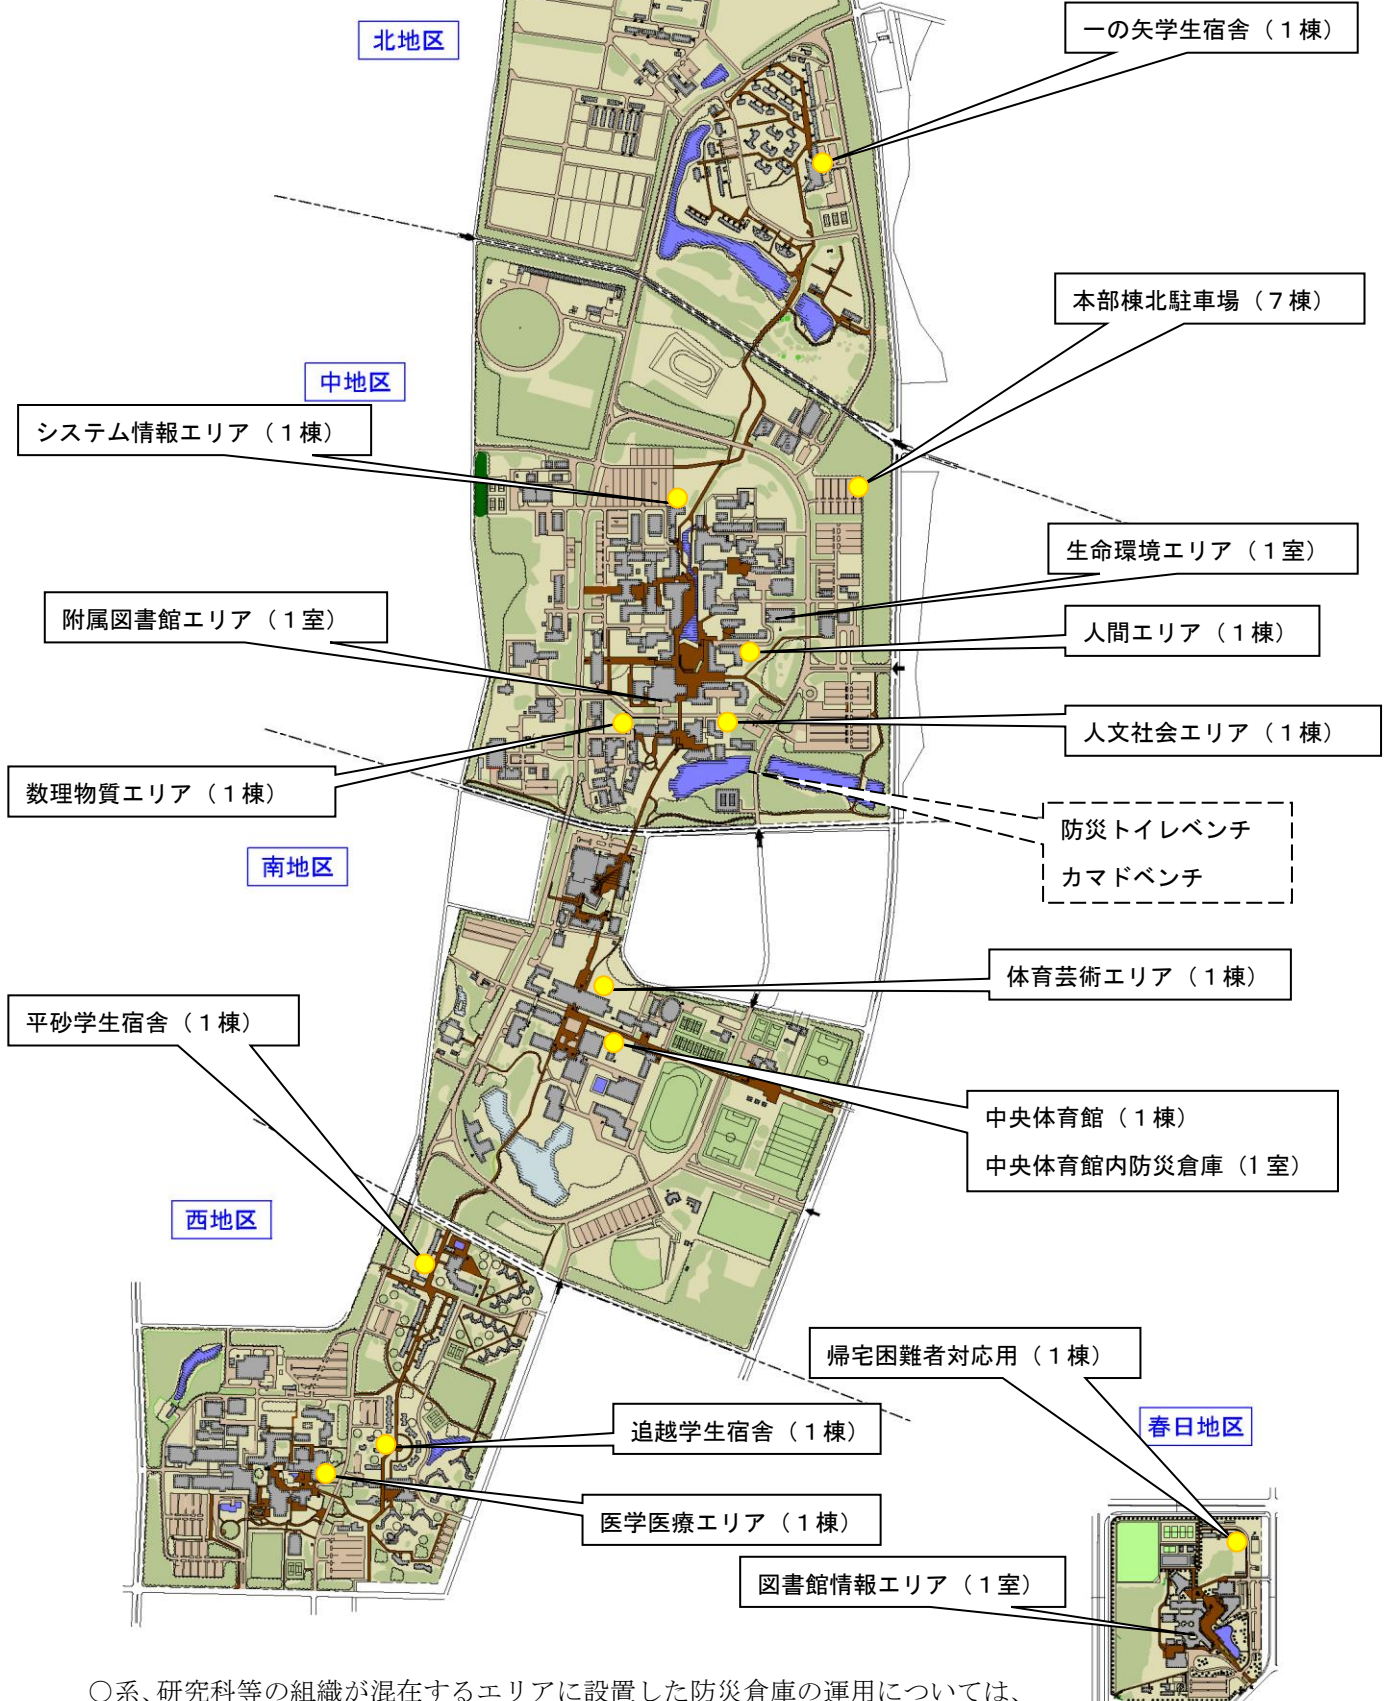 北地区
一の矢学生宿舎（１棟）
本部棟北駐車場（７棟）
中地区
システム情報エリア（１棟）
生命環境エリア（１室）
附属図書館エリア（１室）
人間エリア（１棟）
人文社会エリア（１棟）
数理物質エリア（１棟）
防災トイレベンチ
カマドベンチ
南地区
体育芸術エリア（１棟）
平砂学生宿舎（１棟）
中央体育館（１棟）
中央体育館内防災倉庫（1 室）
西地区
帰宅困難者対応用（１棟）
春日地区
追越学生宿舎（１棟）
医学医療エリア（１棟）
図書館情報エリア（１室）
○系、研究科等の組織が混在するエリアに設置した防災倉庫の運用については、